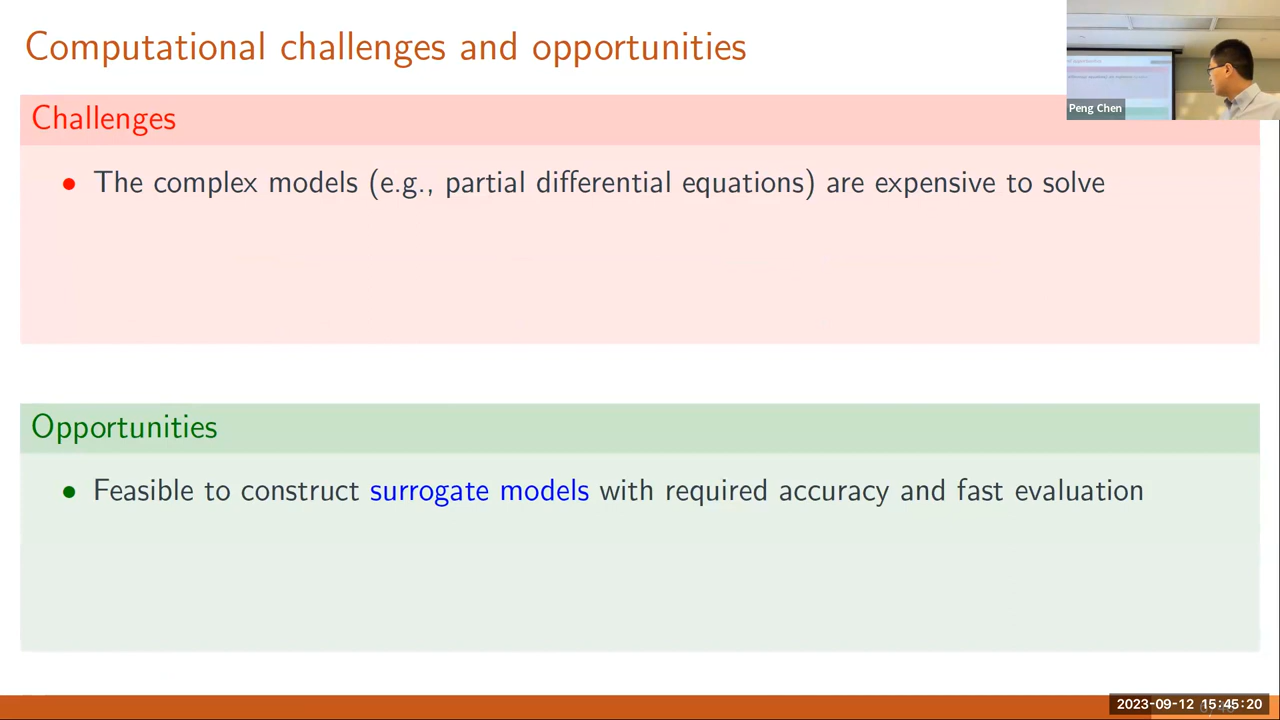 Computational challenges and opportunities
Peng Chen
Challenges
• The complex models (e.g., partial differential equations) are expensive to solve
Opportunities
• Feasible to construct surrogate models with required accuracy and fast evaluation
2023-09-12 15:45:20